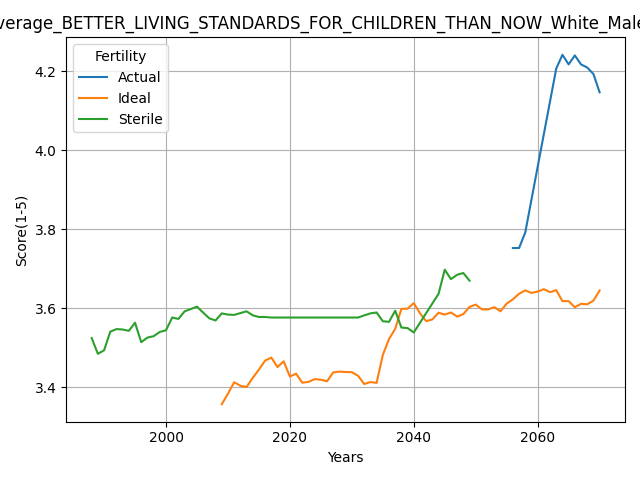 verage_BETTER_LIVING_STANDARDS_FOR_CHILDREN_THAN_NOW_White_Male
Fertility
Actual
Ideal
Sterile
4.2
4.0
3.8
3.6
3.4
Score(1-5)
2000 2020 2040 2060
Years